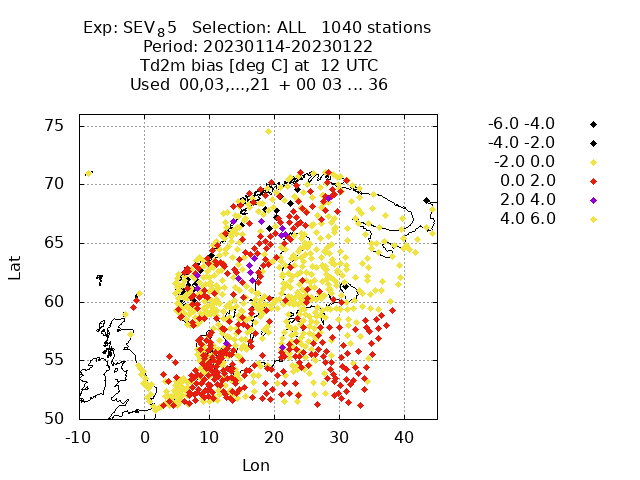 Exp: SEV₈5 Selection: ALL 1040 stations
Period: 20230114-20230122
Td2m bias [deg C] at 12 UTC
Used 00,03,...,21 + 00 03 ... 36
-6.0 -4.0
-4.0 -2.0
-2.0 0.0
0.0 2.0
2.0 4.0
4.0 6.0
75
70
65
60
55
50
Lat
-10 0 10 20 30 40
Lon